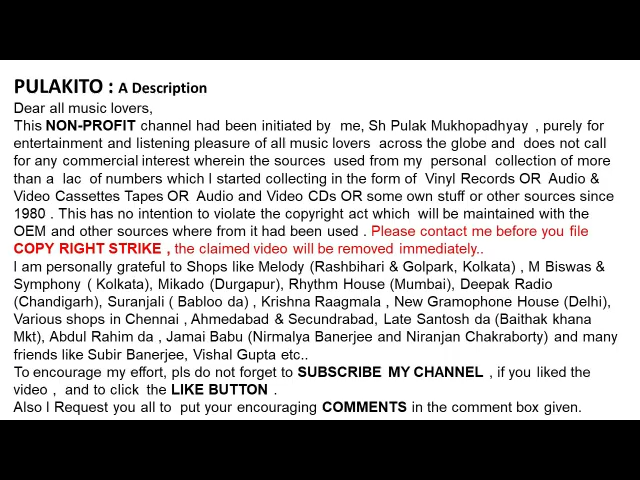 PULAKITO : A Description
Dear all music lovers,
This NON-PROFIT channel had been initiated by me, Sh Pulak Mukhopadhyay , purely for
entertainment and listening pleasure of all music lovers across the globe and does not call
for any commercial interest wherein the sources used from my personal collection of more
than a lac of numbers which I started collecting in the form of Vinyl Records OR Audio &
Video Cassettes Tapes OR Audio and Video CDs OR some own stuff or other sources since
1980 . This has no intention to violate the copyright act which will be maintained with the
OEM and other sources where from it had been used . Please contact me before you file
COPY RIGHT STRIKE , the claimed video will be removed immediately..
I am personally grateful to Shops like Melody (Rashbihari & Golpark, Kolkata) , M Biswas &
Symphony ( Kolkata), Mikado (Durgapur), Rhythm House (Mumbai), Deepak Radio
(Chandigarh), Suranjali ( Babloo da) , Krishna Raagmala , New Gramophone House (Delhi),
Various shops in Chennai , Ahmedabad & Secundrabad, Late Santosh da (Baithak khana
Mkt), Abdul Rahim da , Jamai Babu (Nirmalya Banerjee and Niranjan Chakraborty) and many
friends like Subir Banerjee, Vishal Gupta etc..
To encourage my effort, pls do not forget to SUBSCRIBE MY CHANNEL , if you liked the
video , and to click the LIKE BUTTON .
Also I Request you all to put your encouraging COMMENTS in the comment box given.